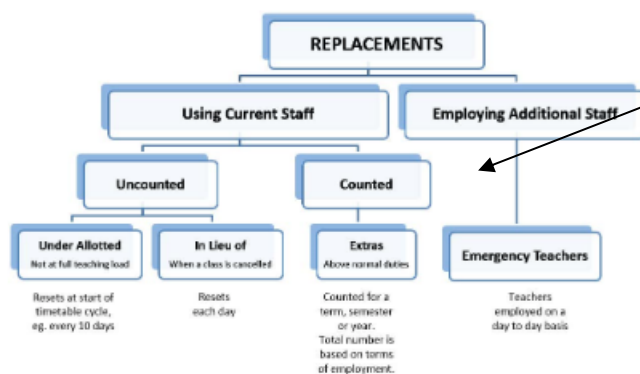 REPLACEMENTS
Using Current Staff
Employing Additional Staff
Uncounted
Counted
Under Allotted
Not at full teaching load
In Lieu of
When a class is cancelled
Extras
Above normal duties
Emergency Teachers
Resets at start of
timetable cycle,
eg. every 10 days
Resets
each day
Counted for a
term, semester
or year.
Total number is
based on terms
of employment.
Teachers
employed on a
day to day basis